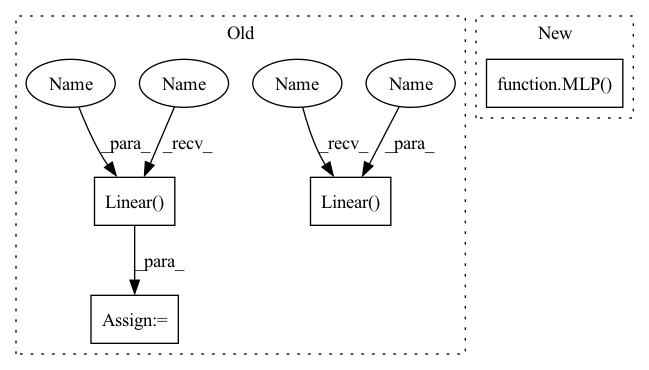 Old
New
Name
Name
Name
Name
function.MLP()
_para_
_recv_
_recv_
_para_
Linear()
Linear()
_para_
Assign:=